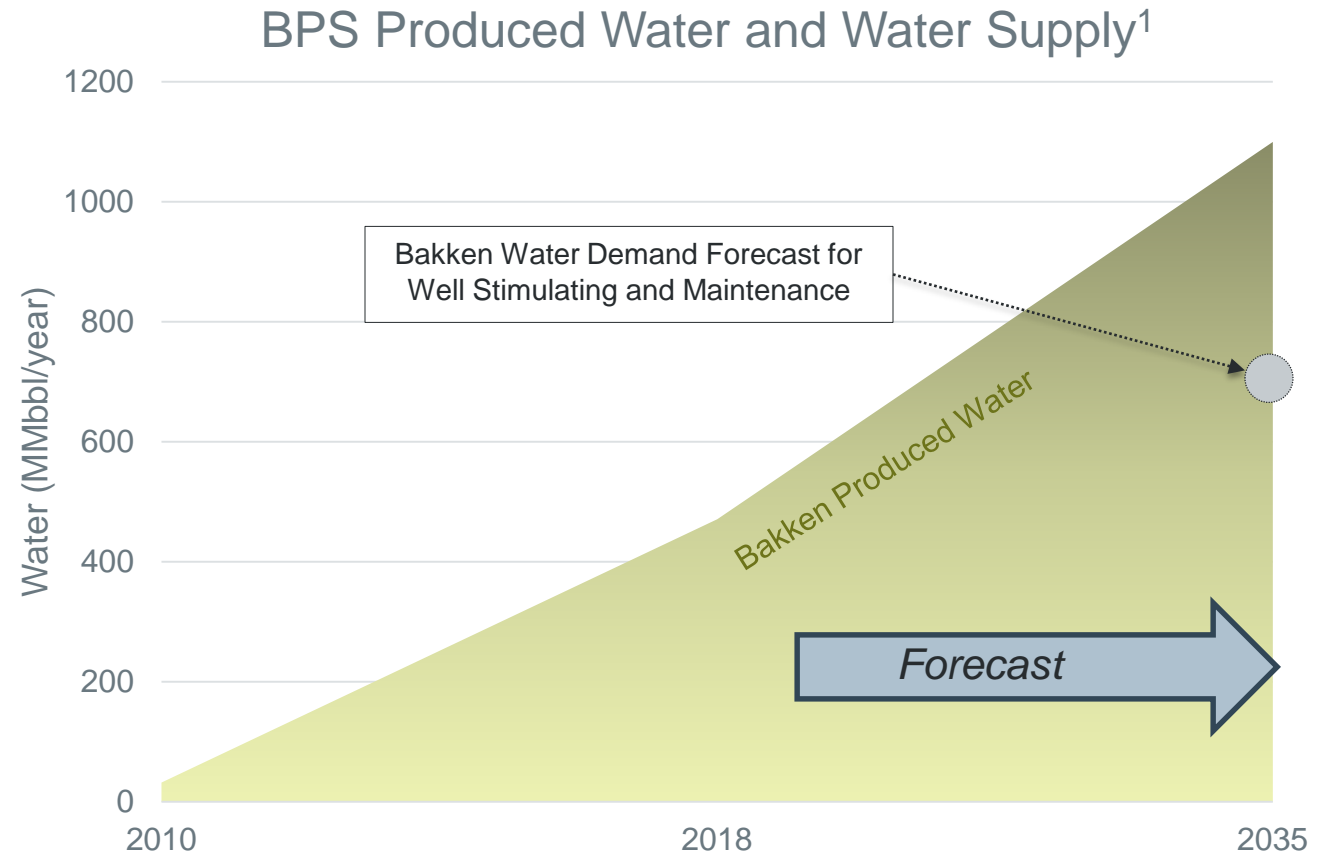 BPS Produced Water and Water Supply¹
1200
1000
800
600
400
200
0
Water (MMbbl/year)
Bakken Water Demand Forecast for
Well Stimulating and Maintenance
Bakken Produced Water
Forecast
2010
2018
2035